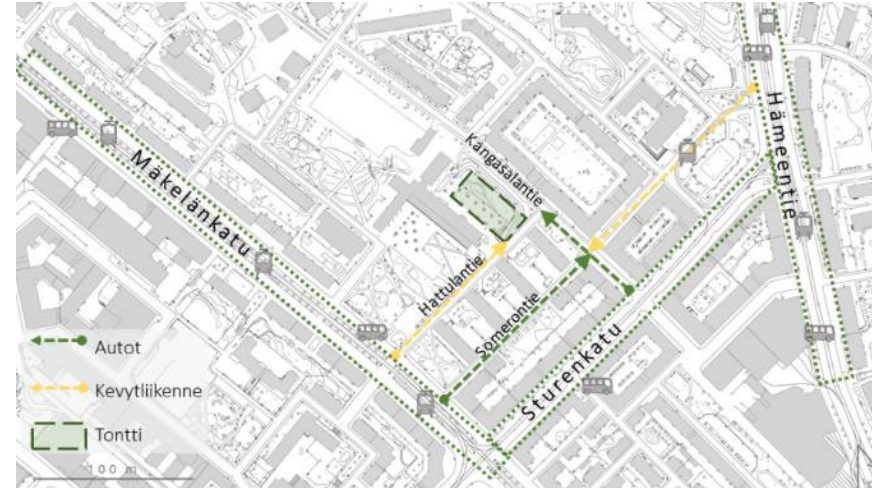 Hämeentie
Kangasalantie
Mäkelänkatu
Hattulantie
Somerontie
Sturenkatu
Autot
Kevytliikenne
Tontti
100 m